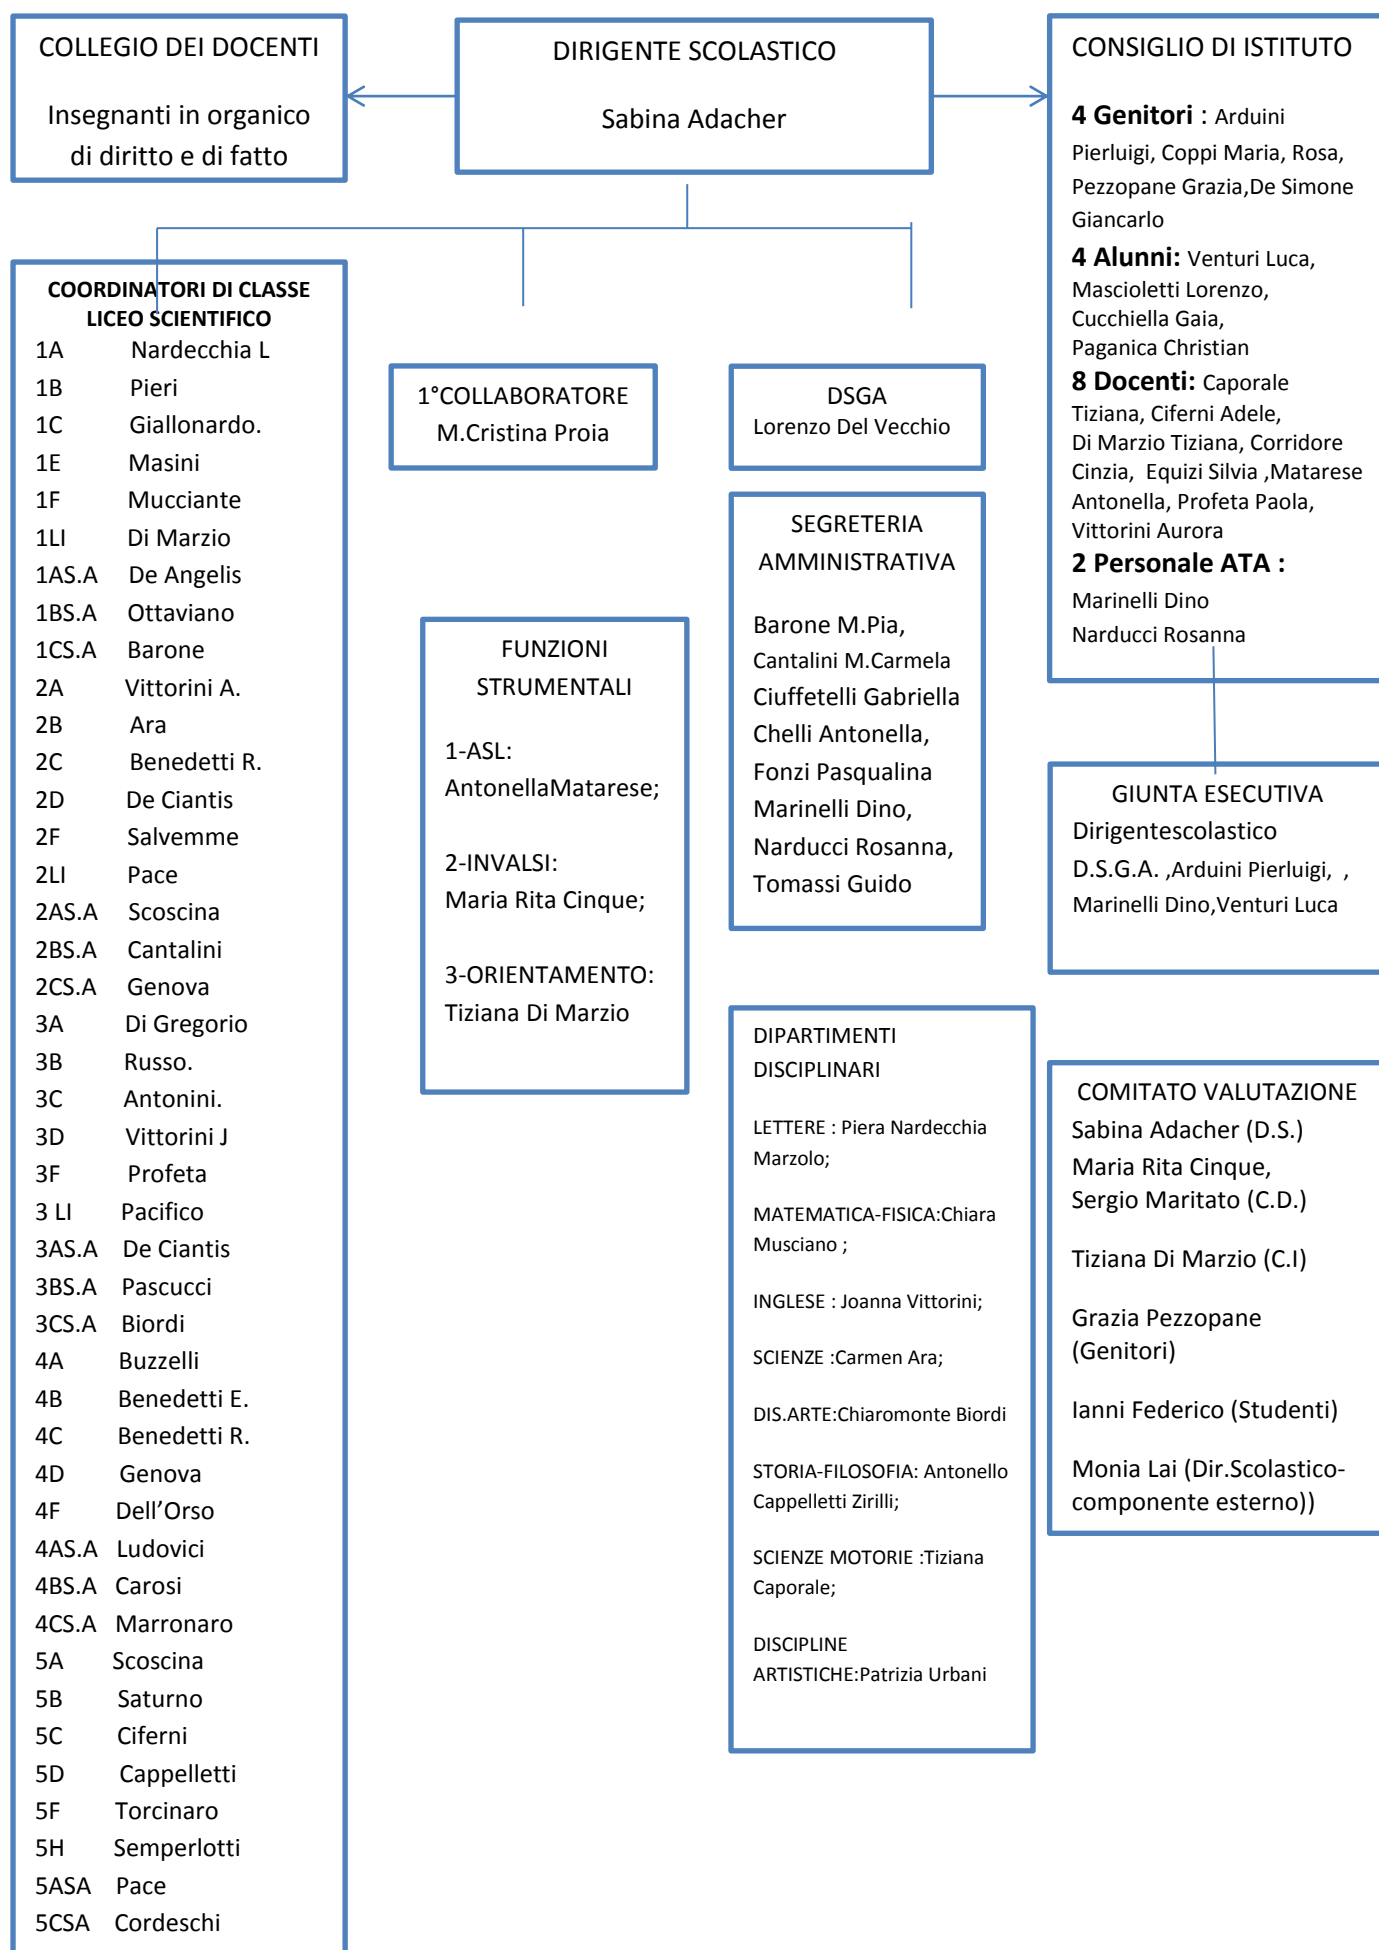 COLLEGIO DEI DOCENTI
Insegnanti in organico
di diritto e di fatto
DIRIGENTE SCOLASTICO
Sabina Adacher
CONSIGLIO DI ISTITUTO
4 Genitori : Arduini
Pierluigi, Coppi Maria, Rosa,
Pezzopane Grazia,De Simone
Giancarlo
4 Alunni: Venturi Luca,
Mascioletti Lorenzo,
Cucchiella Gaia,
Paganica Christian
8 Docenti: Caporale
Tiziana, Ciferni Adele,
Di Marzio Tiziana, Corridore
Cinzia, Equizi Silvia ,Matarese
Antonella, Profeta Paola,
Vittorini Aurora
2 Personale ATA :
Marinelli Dino
Narducci Rosanna
COORDINATORI DI CLASSE
LICEO SCIENTIFICO
1A Nardecchia L
1B Pieri
1C Giallonardo.
1E Masini
1F Mucciante
1LI Di Marzio
1AS.A De Angelis
1BS.A Ottaviano
1CS.A Barone
2A Vittorini A.
2B Ara
2C Benedetti R.
2D De Ciantis
2F Salvemme
2LI Pace
2AS.A Scoscina
2BS.A Cantalini
2CS.A Genova
3A Di Gregorio
3B Russo.
3C Antonini.
3D Vittorini J
3F Profeta
3 LI Pacifico
3AS.A De Ciantis
3BS.A Pascucci
3CS.A Biordi
4A Buzzelli
4B Benedetti E.
4C Benedetti R.
4D Genova
4F Dell’Orso
4AS.A Ludovici
4BS.A Carosi
4CS.A Marronaro
5A Scoscina
5B Saturno
5C Ciferni
5D Cappelletti
5F Torcinaro
5H Semperlotti
5ASA Pace
5CSA Cordeschi
1°COLLABORATORE
M.Cristina Proia
FUNZIONI
STRUMENTALI
1-ASL:
AntonellaMatarese;
2-INVALSI:
Maria Rita Cinque;
3-ORIENTAMENTO:
Tiziana Di Marzio
DSGA
Lorenzo Del Vecchio
SEGRETERIA
AMMINISTRATIVA
Barone M.Pia,
Cantalini M.Carmela
Ciuffetelli Gabriella
Chelli Antonella,
Fonzi Pasqualina
Marinelli Dino,
Narducci Rosanna,
Tomassi Guido
DIPARTIMENTI
DISCIPLINARI
LETTERE : Piera Nardecchia
Marzolo;
MATEMATICA-FISICA:Chiara
Musciano ;
INGLESE : Joanna Vittorini;
SCIENZE :Carmen Ara;
DIS.ARTE:Chiaromonte Biordi
STORIA-FILOSOFIA: Antonello
Cappelletti Zirilli;
SCIENZE MOTORIE :Tiziana
Caporale;
DISCIPLINE
ARTISTICHE:Patrizia Urbani
GIUNTA ESECUTIVA
Dirigentescolastico
D.S.G.A. ,Arduini Pierluigi, ,
Marinelli Dino,Venturi Luca
COMITATO VALUTAZIONE
Sabina Adacher (D.S.)
Maria Rita Cinque,
Sergio Maritato (C.D.)
Tiziana Di Marzio (C.I)
Grazia Pezzopane
(Genitori)
Ianni Federico (Studenti)
Monia Lai (Dir.Scolastico-
componente esterno))